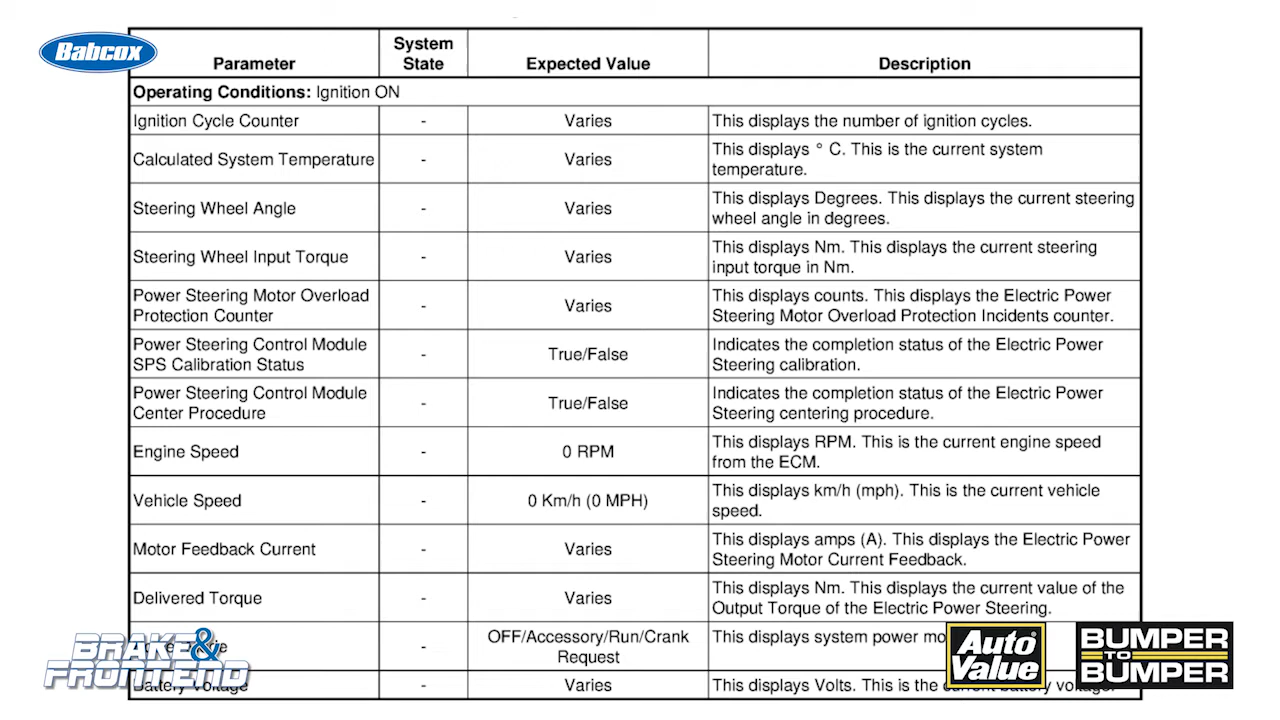 Babcox
Parameter
System
State
Expected Value
Description
Operating Conditions: Ignition ON
Ignition Cycle Counter
-
Varies
This displays the number of ignition cycles.
Calculated System Temperature
-
Varies
This displays ° C. This is the current system
temperature.
Steering Wheel Angle
-
Varies
This displays Degrees. This displays the current steering
wheel angle in degrees.
Steering Wheel Input Torque
-
Varies
This displays Nm. This displays the current steering
input torque in Nm.
Power Steering Motor Overload
Protection Counter
-
Varies
This displays counts. This displays the Electric Power
Steering Motor Overload Protection Incidents counter.
Power Steering Control Module
SPS Calibration Status
-
True/False
Indicates the completion status of the Electric Power
Steering calibration.
Power Steering Control Module
Center Procedure
-
True/False
Indicates the completion status of the Electric Power
Steering centering procedure.
Engine Speed
-
0 RPM
This displays RPM. This is the current engine speed
from the ECM.
Vehicle Speed
-
0 Km/h (0 MPH)
This displays km/h (mph). This is the current vehicle
speed.
Motor Feedback Current
-
Varies
This displays amps (A). This displays the Electric Power
Steering Motor Current Feedback.
Delivered Torque
-
Varies
This displays Nm. This displays the current value of the
Output Torque of the Electric Power Steering.
-
OFF/Accessory/Run/Crank
Request
This displays system power
Battery Voltage
-
Varies
This displays Volts. This is the current battery voltage.
BRAKE &
FRONT END
Auto
Value
BUMPER
TO
BUMPER